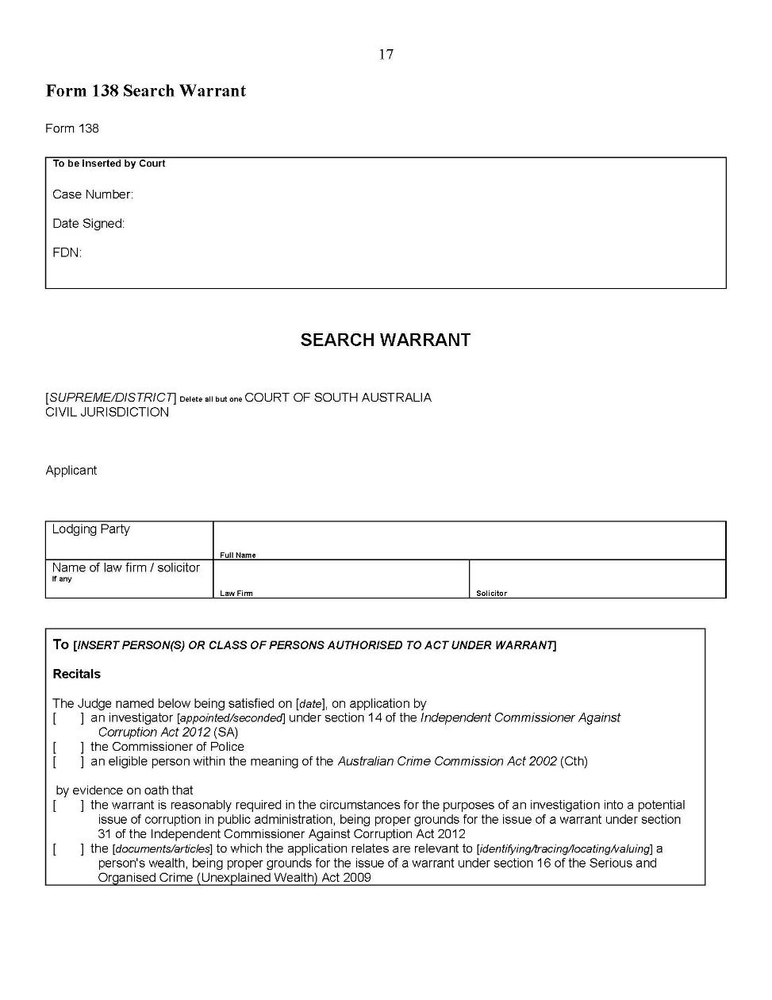 17
Form 138 Search Warrant
Form 138
To be inserted by Court
Case Number:
Date Signed:
FDN:
SEARCH WARRANT
[SUPREME/DISTRICT] Delete all but one COURT OF SOUTH AUSTRALIA
CIVIL JURISDICTION
Applicant
Lodging Party
Full Name
Name of law firm / solicitor
If any
Law Firm
Solicitor
To [INSERT PERSON(S) OR CLASS OF PERSONS AUTHORISED TO ACT UNDER WARRANT]
Recitals
The Judge named below being satisfied on [date], on application by
[ ] an investigator [appointed/seconded] under section 14 of the Independent Commissioner Against
Corruption Act 2012 (SA)
[ ] the Commissioner of Police
[ ] an eligible person within the meaning of the Australian Crime Commission Act 2002 (Cth)
by evidence on oath that
[ ] the warrant is reasonably required in the circumstances for the purposes of an investigation into a potential
issue of corruption in public administration, being proper grounds for the issue of a warrant under section
31 of the Independent Commissioner Against Corruption Act 2012
[ ] the [documents/articles] to which the application relates are relevant to [identifying/tracing/locating/valuing] a
person's wealth, being proper grounds for the issue of a warrant under section 16 of the Serious and
Organised Crime (Unexplained Wealth) Act 2009